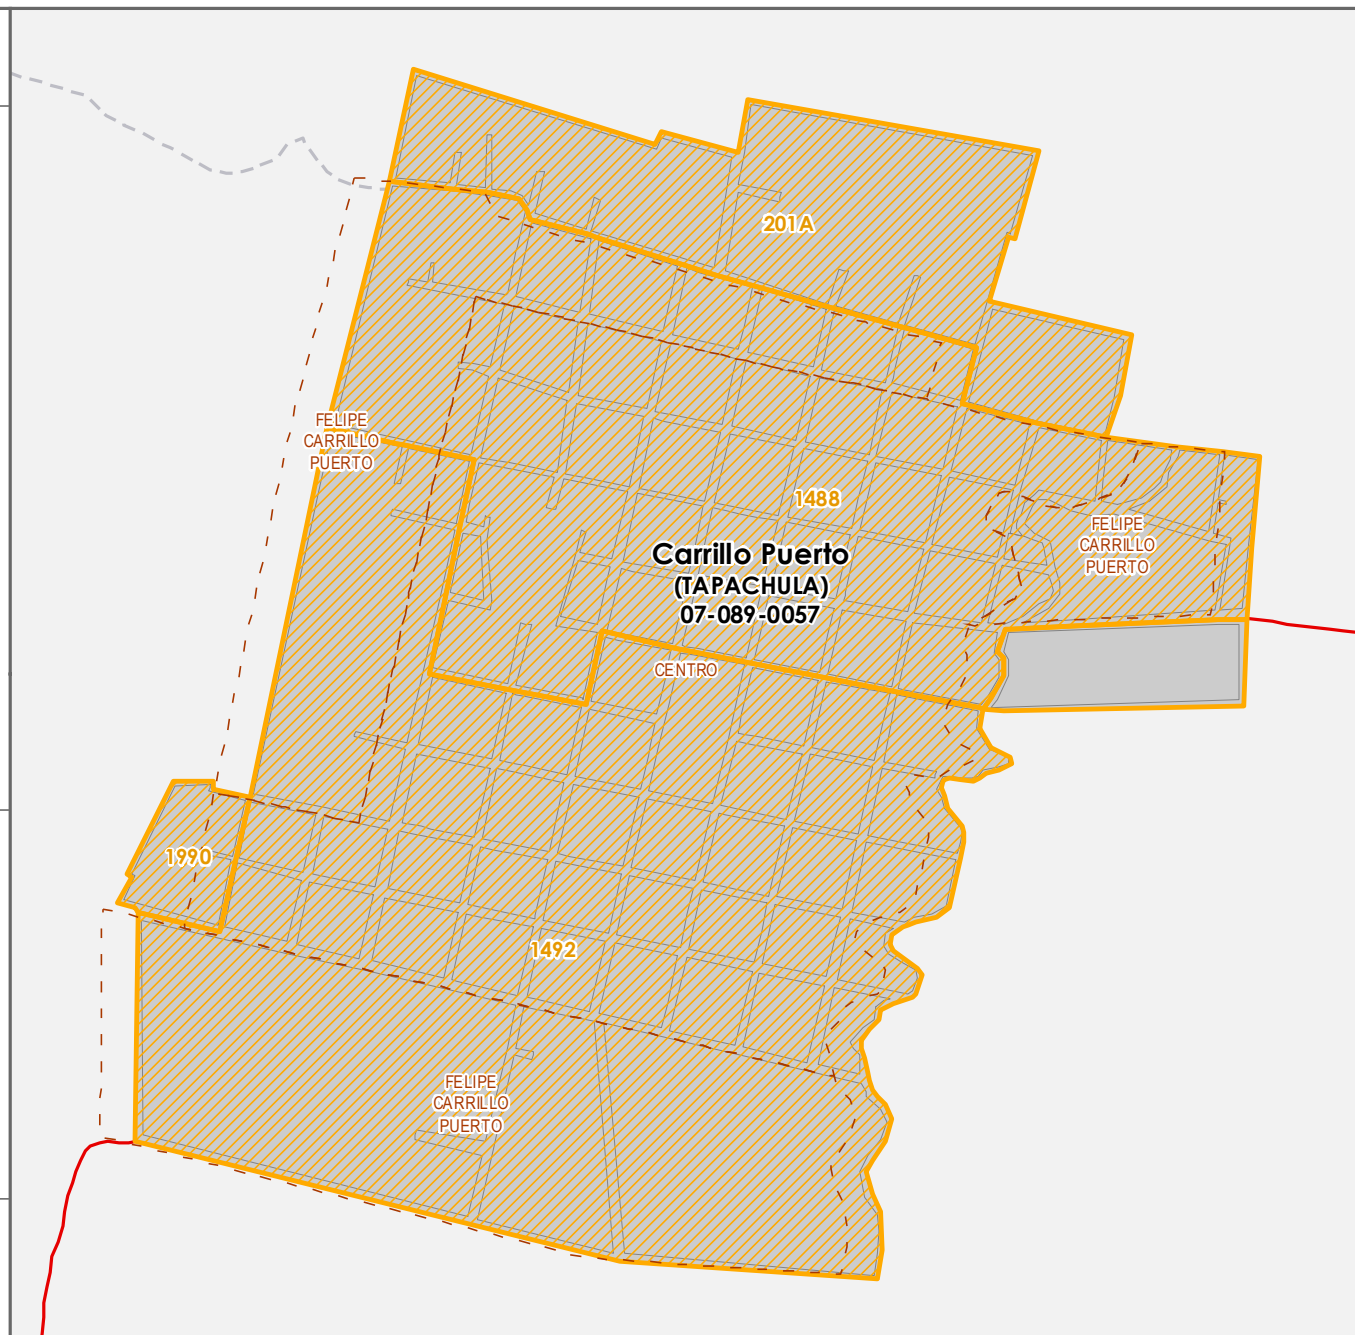 201A
FELIPE
CARRILLO
PUERTO
1488
FELIPE
CARRILLO
PUERTO
Carrillo Puerto
(TAPACHULA)
07-089-0057
CENTRO
1990
1492
FELIPE
CARRILLO
PUERTO